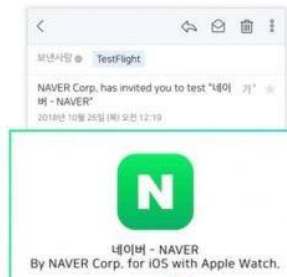 보낸사람 TestFlight
NAVER Corp. has invited you to test "네이
버 - NAVER"
가⁺
2018년 10월 25일 (목) 오전 12:19
N
네이버 - NAVER
By NAVER Corp. for iOS with Apple Watch.